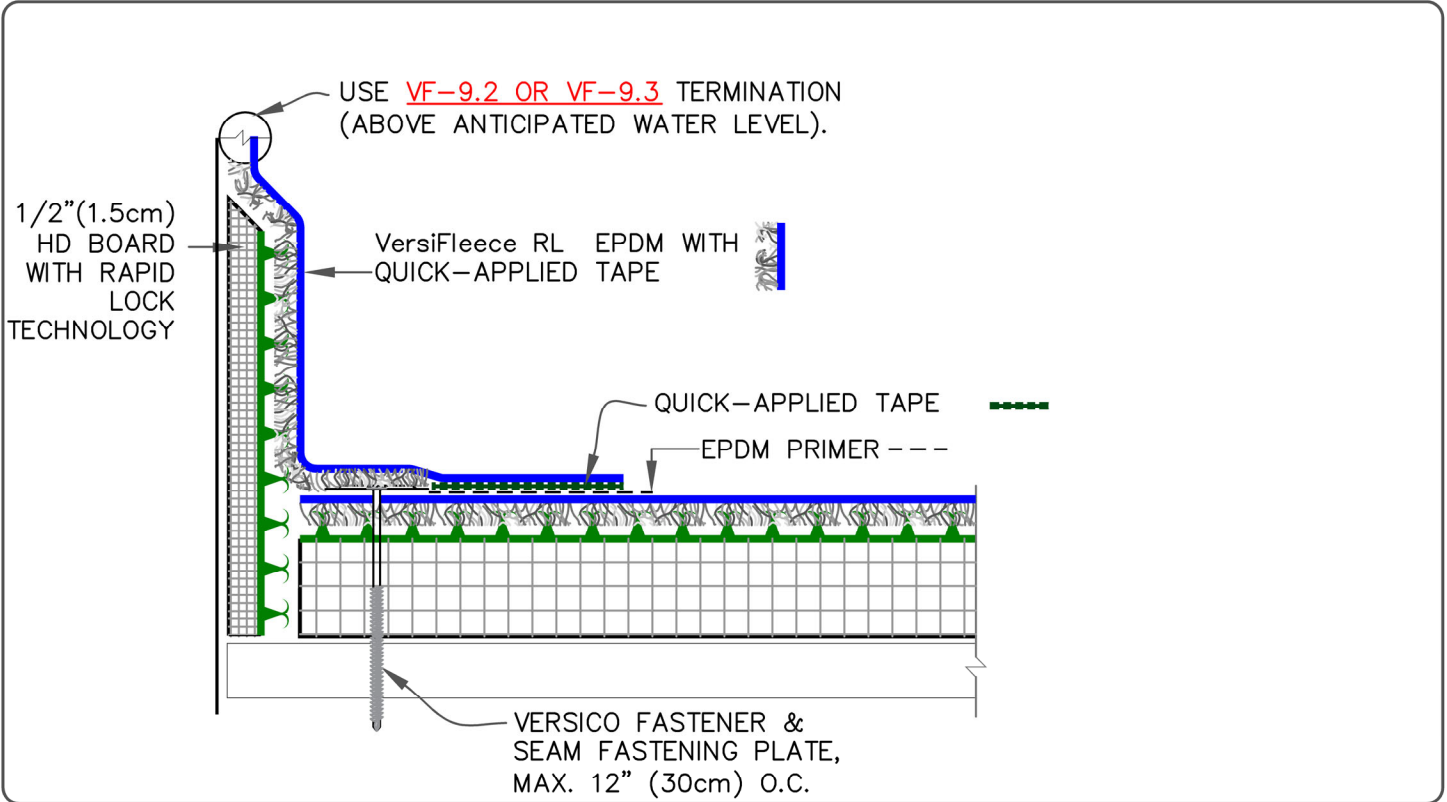 USE VF-9.2 OR VF-9.3 TERMINATION
(ABOVE ANTICIPATED WATER LEVEL).
1/2"(1.5cm)
HD BOARD
WITH RAPID
LOCK
TECHNOLOGY
VersiFleece RL EPDM WITH
QUICK-APPLIED TAPE
QUICK-APPLIED TAPE
EPDM PRIMER
VERSICO FASTENER &
SEAM FASTENING PLATE,
MAX. 12" (30cm) O.C.